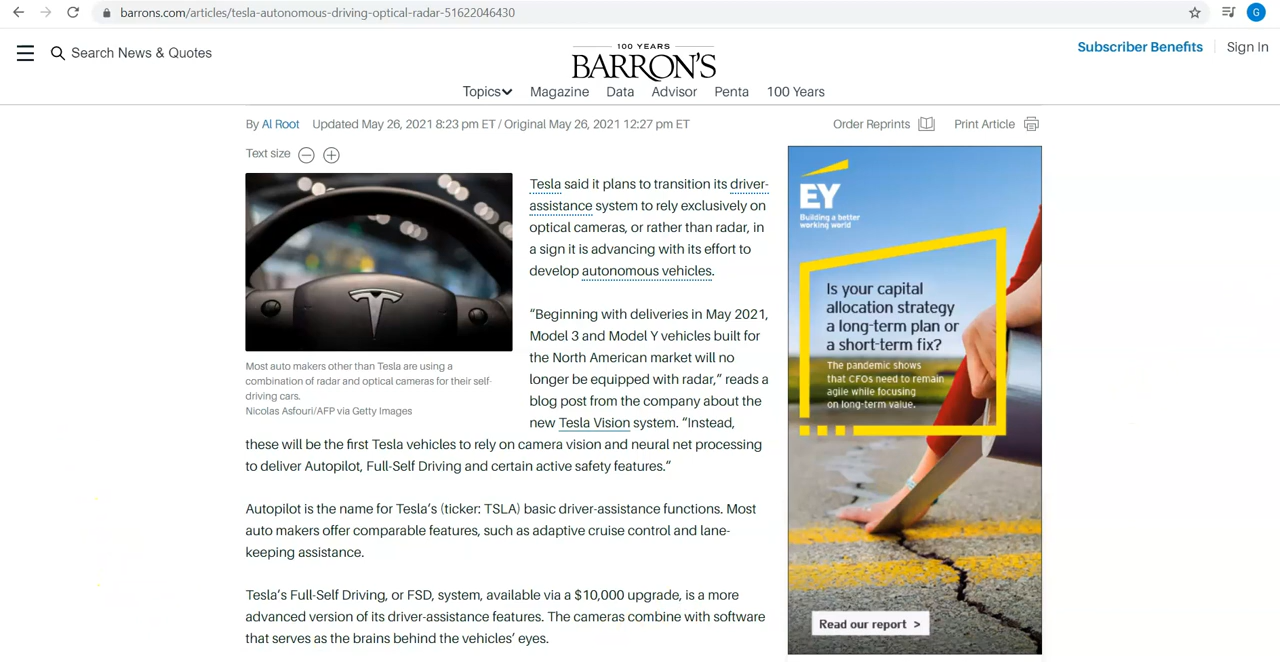 barrons.com/articles/tesla-autonomous-driving-optical-radar-51622046430
G
Search News & Quotes
100 YEARS
BARRON'S
Subscriber Benefits
Sign In
Topics Magazine Data Advisor Penta 100 Years
By Al Root Updated May 26, 2021 8:23 pm ET / Original May 26, 2021 12:27 pm ET
Order Reprints Print Article
Text size
Most auto makers other than Tesla are using a
combination of radar and optical cameras for their self-
driving cars.
Nicolas Asfouri/AFP via Getty Images
Tesla said it plans to transition its driver-
assistance system to rely exclusively on
optical cameras, or rather than radar, in
a sign it is advancing with its effort to
develop autonomous vehicles.
“Beginning with deliveries in May 2021,
Model 3 and Model Y vehicles built for
the North American market will no
longer be equipped with radar,” reads a
blog post from the company about the
new Tesla Vision system. “Instead,
these will be the first Tesla vehicles to rely on camera vision and neural net processing
to deliver Autopilot, Full-Self Driving and certain active safety features.”
Autopilot is the name for Tesla’s (ticker: TSLA) basic driver-assistance functions. Most
auto makers offer comparable features, such as adaptive cruise control and lane-
keeping assistance.
Tesla’s Full-Self Driving, or FSD, system, available via a $10,000 upgrade, is a more
advanced version of its driver-assistance features. The cameras combine with software
that serves as the brains behind the vehicles’ eyes.
EY
Building a better
working world
Is your capital
allocation strategy
a long-term plan or
a short-term fix?
The pandemic shows
that CFOs need to remain
agile while focusing
on long-term value.
Read our report >